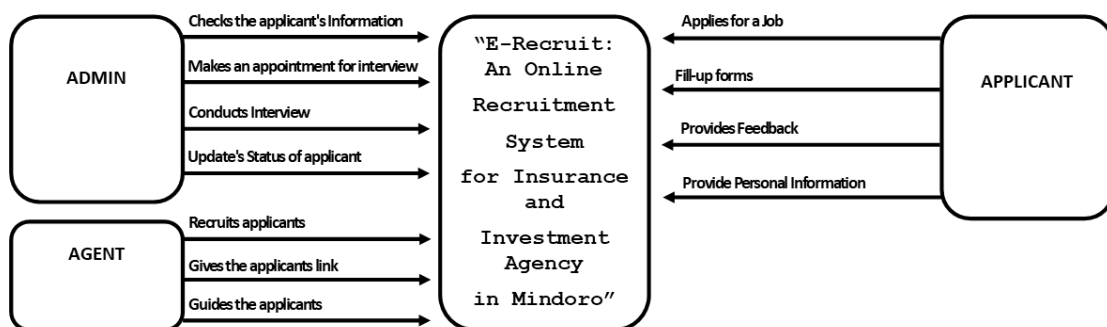 Checks the applicant's Information
Makes an appointment for interview
ADMIN
Conducts Interview
Update's Status of applicant
Recruits applicants
AGENT
Gives the applicants link
Guides the applicants
“E-Recruit:
An Online
Recruitment
System
for Insurance
and
Investment
Agency
in Mindoro”
Applies for a Job
Fill-up forms
Provides Feedback
Provide Personal Information
APPLICANT